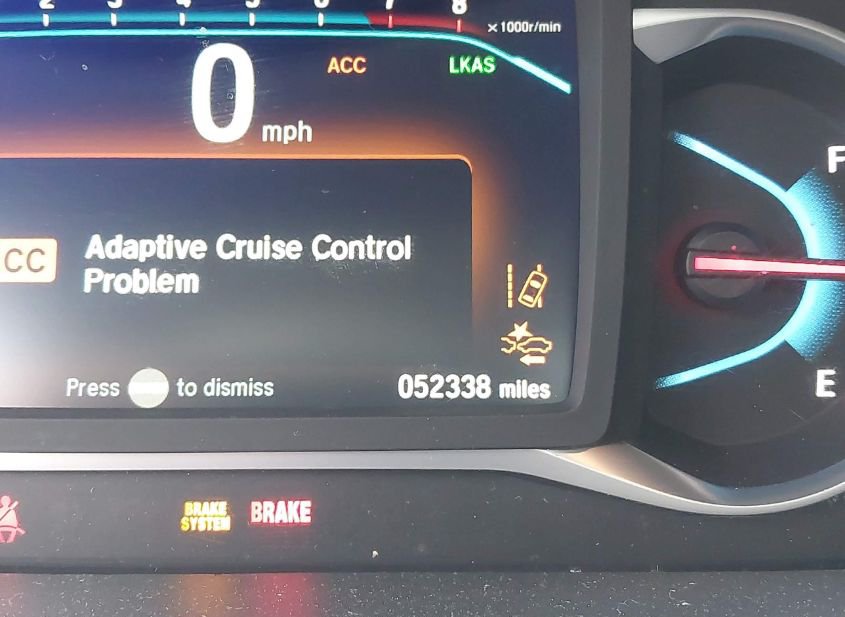 2 3 4 5 6 7 8
×1000r/min
ACC LKAS
0 mph
F
CC Adaptive Cruise Control
Problem
E
Press to dismiss 052338 miles
BRAKE
SYSTEM BRAKE